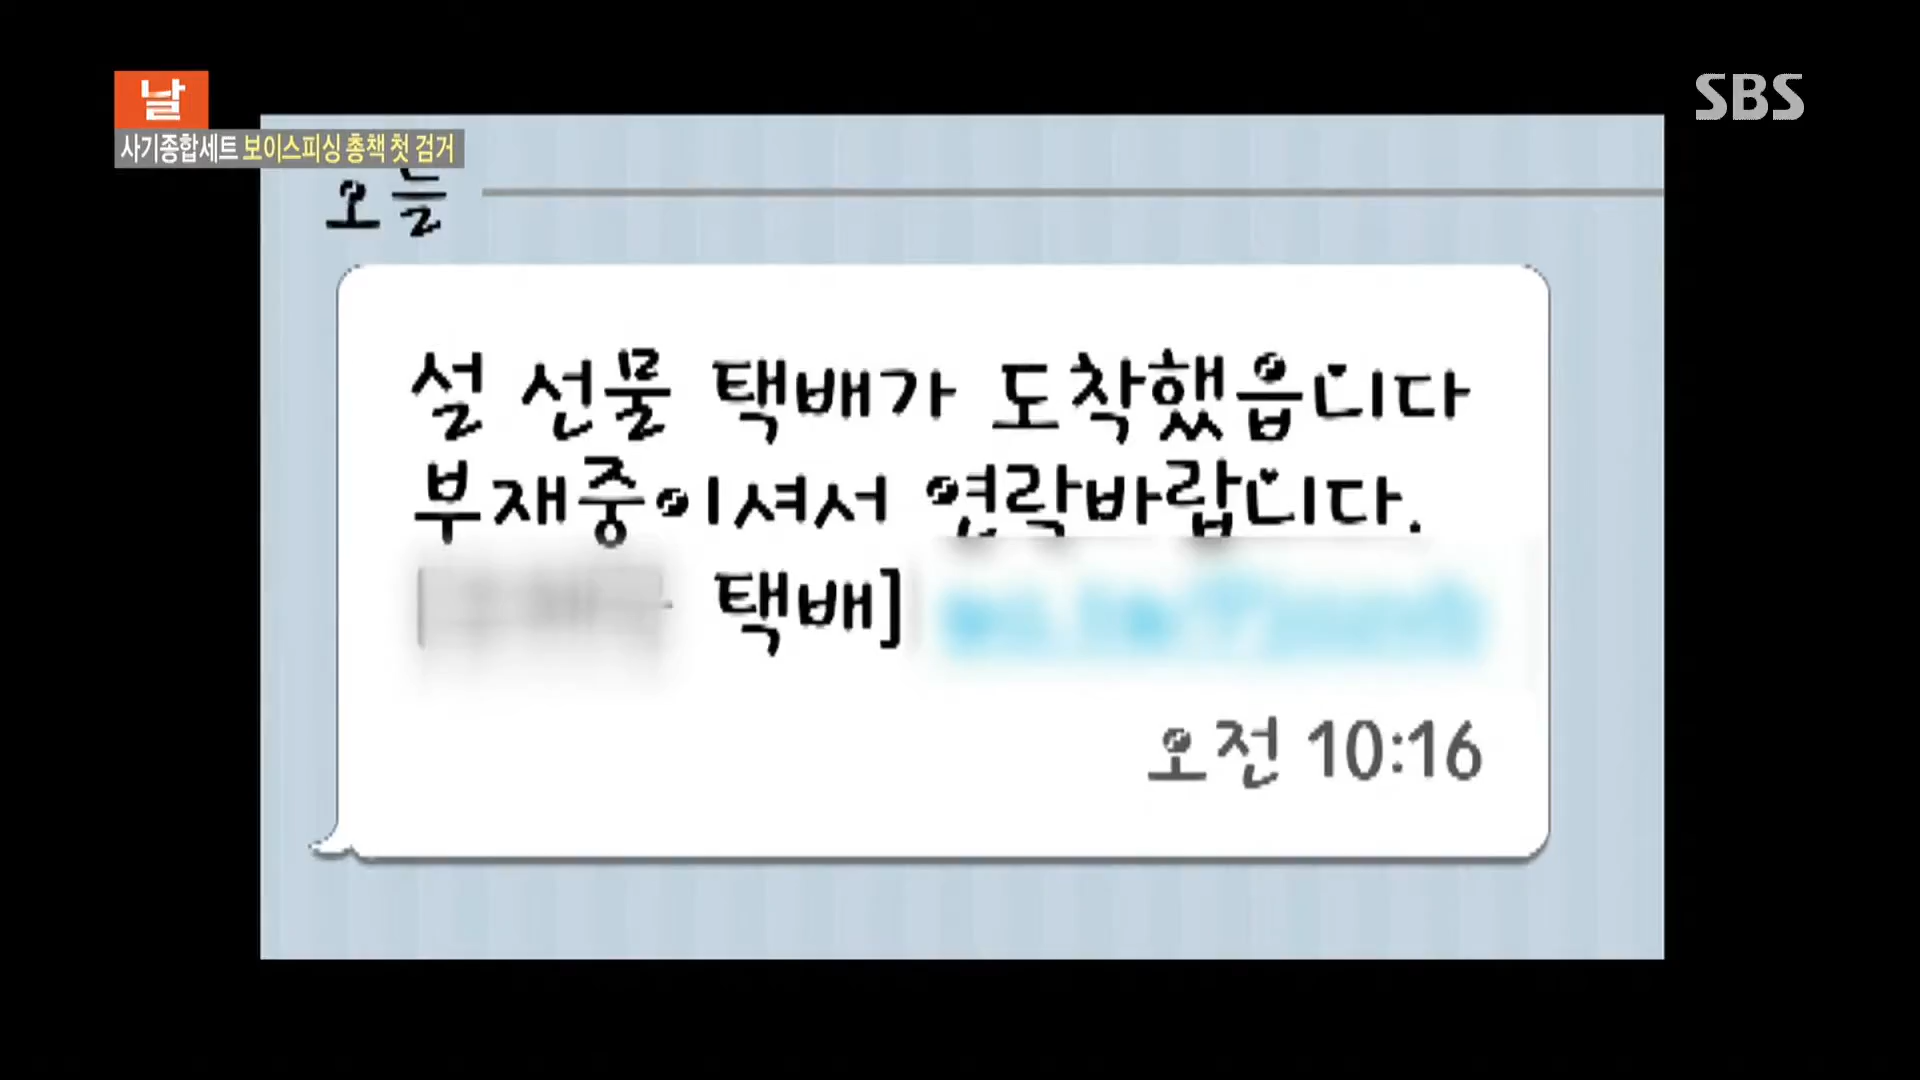 날
SBS
사기종합세트 보이스피싱 총책 첫 검거
오늘
설 선물 택배가 도착했읍니다
부재중이셔서 연락바랍니다.
택배]
오전 10:16